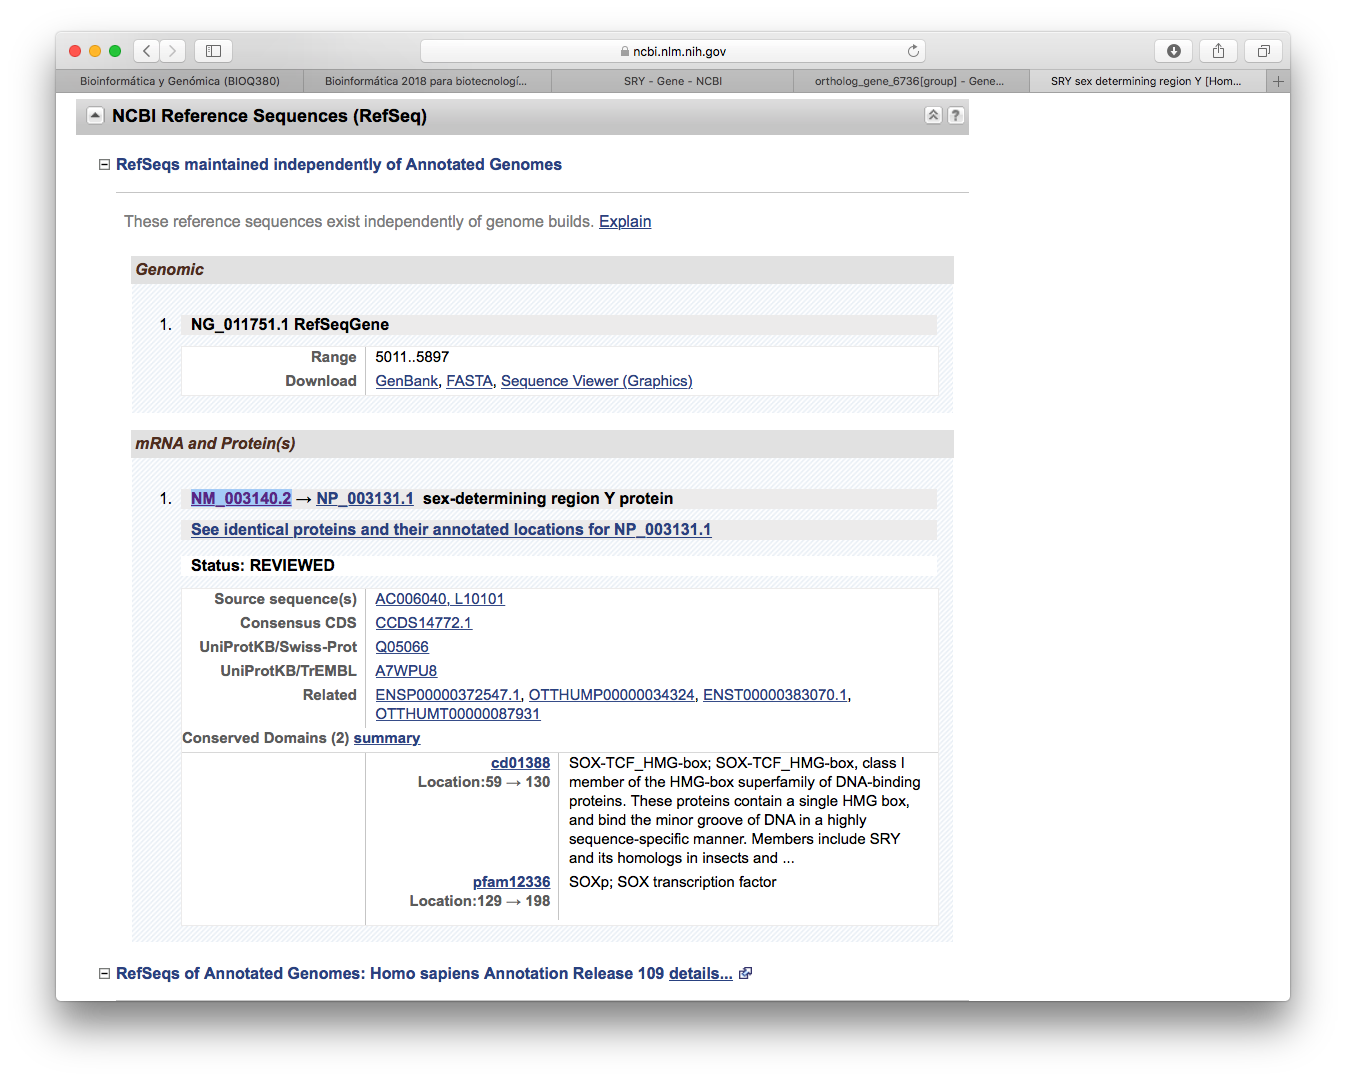 ncbi.nlm.nih.gov
Bioinformática y Genómica (BIOQ380)
Bioinformática 2018 para biotecnologí...
SRY - Gene - NCBI
ortholog_gene_6736[group] - Gene...
SRY sex determining region Y [Hom...
NCBI Reference Sequences (RefSeq)
?
RefSeqs maintained independently of Annotated Genomes
These reference sequences exist independently of genome builds. Explain
Genomic
1. NG_011751.1 RefSeqGene
Range 5011..5897
Download GenBank, FASTA, Sequence Viewer (Graphics)
mRNA and Protein(s)
1. NM_003140.2 → NP_003131.1 sex-determining region Y protein
See identical proteins and their annotated locations for NP_003131.1
Status: REVIEWED
Source sequence(s) AC006040, L10101
Consensus CDS CCDS14772.1
UniProtKB/Swiss-Prot Q05066
UniProtKB/TrEMBL A7WPU8
Related ENSP00000372547.1, OTTHUMP00000034324, ENST00000383070.1,
OTTHUMT00000087931
Conserved Domains (2) summary
cd01388 SOX-TCF_HMG-box; SOX-TCF_HMG-box, class I
Location:59 → 130 member of the HMG-box superfamily of DNA-binding
proteins. These proteins contain a single HMG box,
and bind the minor groove of DNA in a highly
sequence-specific manner. Members include SRY
and its homologs in insects and ...
pfam12336 SOXp; SOX transcription factor
Location:129 → 198
RefSeqs of Annotated Genomes: Homo sapiens Annotation Release 109 details...